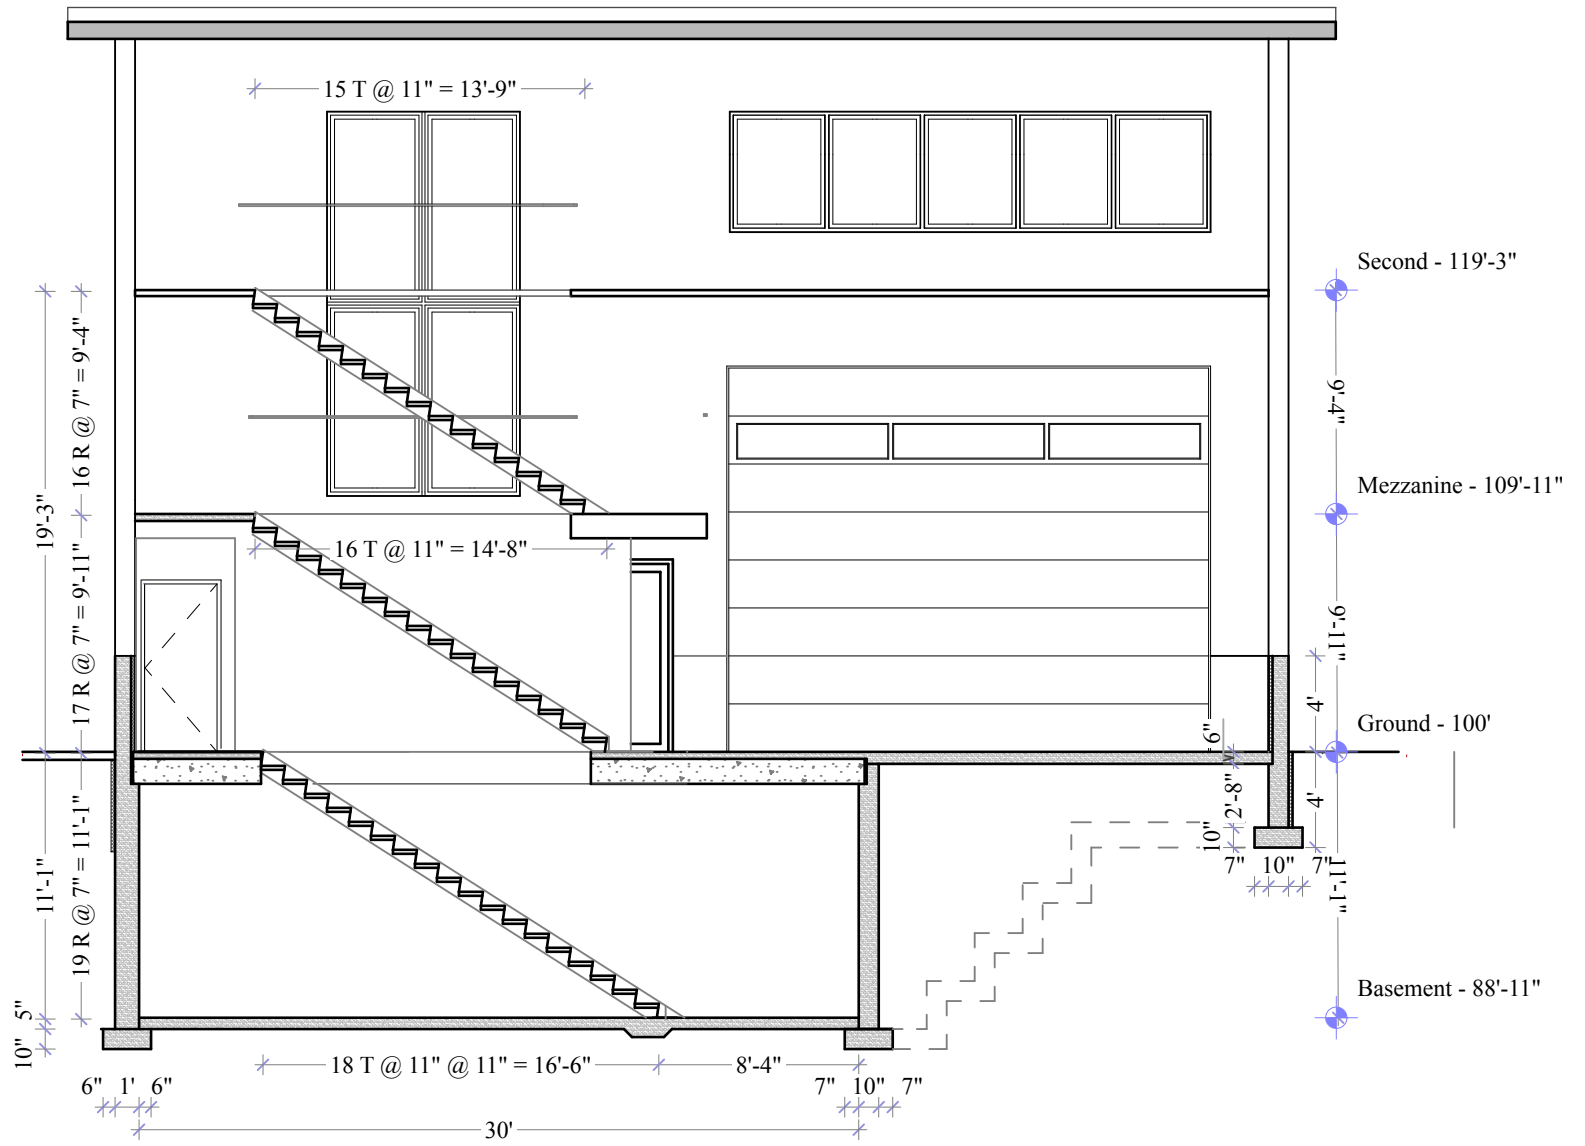 15 T @ 11" = 13'-9"
Second - 119'-3"
16 R @ 7" = 9'-4"
9'-4"
Mezzanine - 109'-11"
19'-3"
16 T @ 11" = 14'-8"
17 R @ 7" = 9'-11"
9'-11"
4'
Ground - 100'
6"
2'-8"
4'
10"
7" 10" 7"
11'-1"
11'-1"
19 R @ 7" = 11'-1"
Basement - 88'-11"
5"
10"
18 T @ 11" @ 11" = 16'-6"
8'-4"
6" 1' 6"
7" 10" 7"
30'